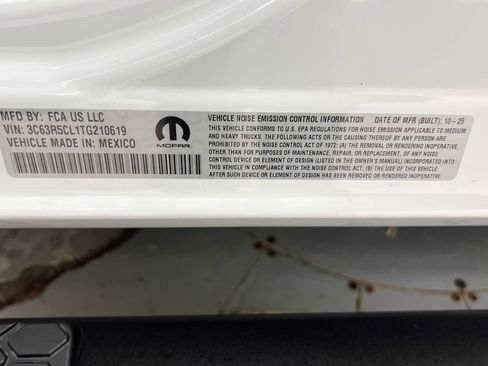 MFD BY: FCA US LLC
VIN: 3C63R5CL1TG210619
VEHICLE MADE IN: MEXICO
MOPAR
VEHICLE NOISE EMISSION CONTROL INFORMATION DATE OF MFR (BUILT): 10-25
THIS VEHICLE CONFORMS TO U.S. EPA REGULATIONS FOR NOISE EMISSION APPLICABLE TO MEDIUM
AND HEAVY TRUCKS. THE FOLLOWING ACTS OR THE CAUSING THEREOF BY ANY PERSON ARE
PROHIBITED BY THE NOISE CONTROL ACT OF 1972: (A) THE REMOVAL OR RENDERING INOPERATIVE,
OTHER THAN FOR PURPOSES OF MAINTENANCE, REPAIR, OR REPLACEMENT, OF ANY NOISE
CONTROL DEVICE OR ELEMENT OF DESIGN (LISTED IN THE OWNER'S MANUAL) INCORPORATED
INTO THIS VEHICLE IN COMPLIANCE WITH THE NOISE CONTROL ACT; (B) THE USE OF THIS VEHICLE
AFTER SUCH DEVICE OR ELEMENT OF DESIGN HAS BEEN REMOVED OR RENDERED INOPERATIVE.